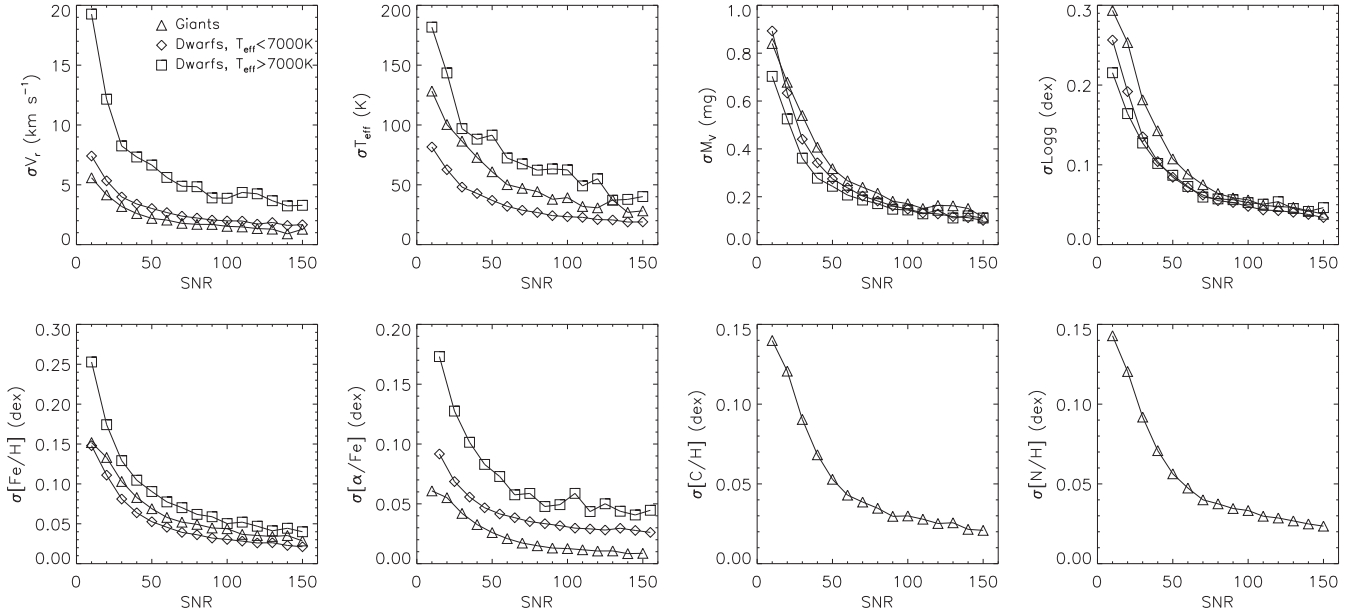 20
15
10
5
0
σVᵣ (km s⁻¹)
Giants
Dwarfs, T_eff<7000K
Dwarfs, T_eff>7000K
0 50 100 150
SNR
200
150
100
50
0
σT_eff (K)
0 50 100 150
SNR
1.0
0.8
0.6
0.4
0.2
0.0
σM_V (mg)
0 50 100 150
SNR
0.3
0.2
0.1
0.0
σLogg (dex)
0 50 100 150
SNR
0.30
0.25
0.20
0.15
0.10
0.05
0.00
σ[Fe/H] (dex)
0 50 100 150
SNR
0.20
0.15
0.10
0.05
0.00
σ[α/Fe] (dex)
0 50 100 150
SNR
0.15
0.10
0.05
0.00
σ[C/H] (dex)
0 50 100 150
SNR
0.15
0.10
0.05
0.00
σ[N/H] (dex)
0 50 100 150
SNR